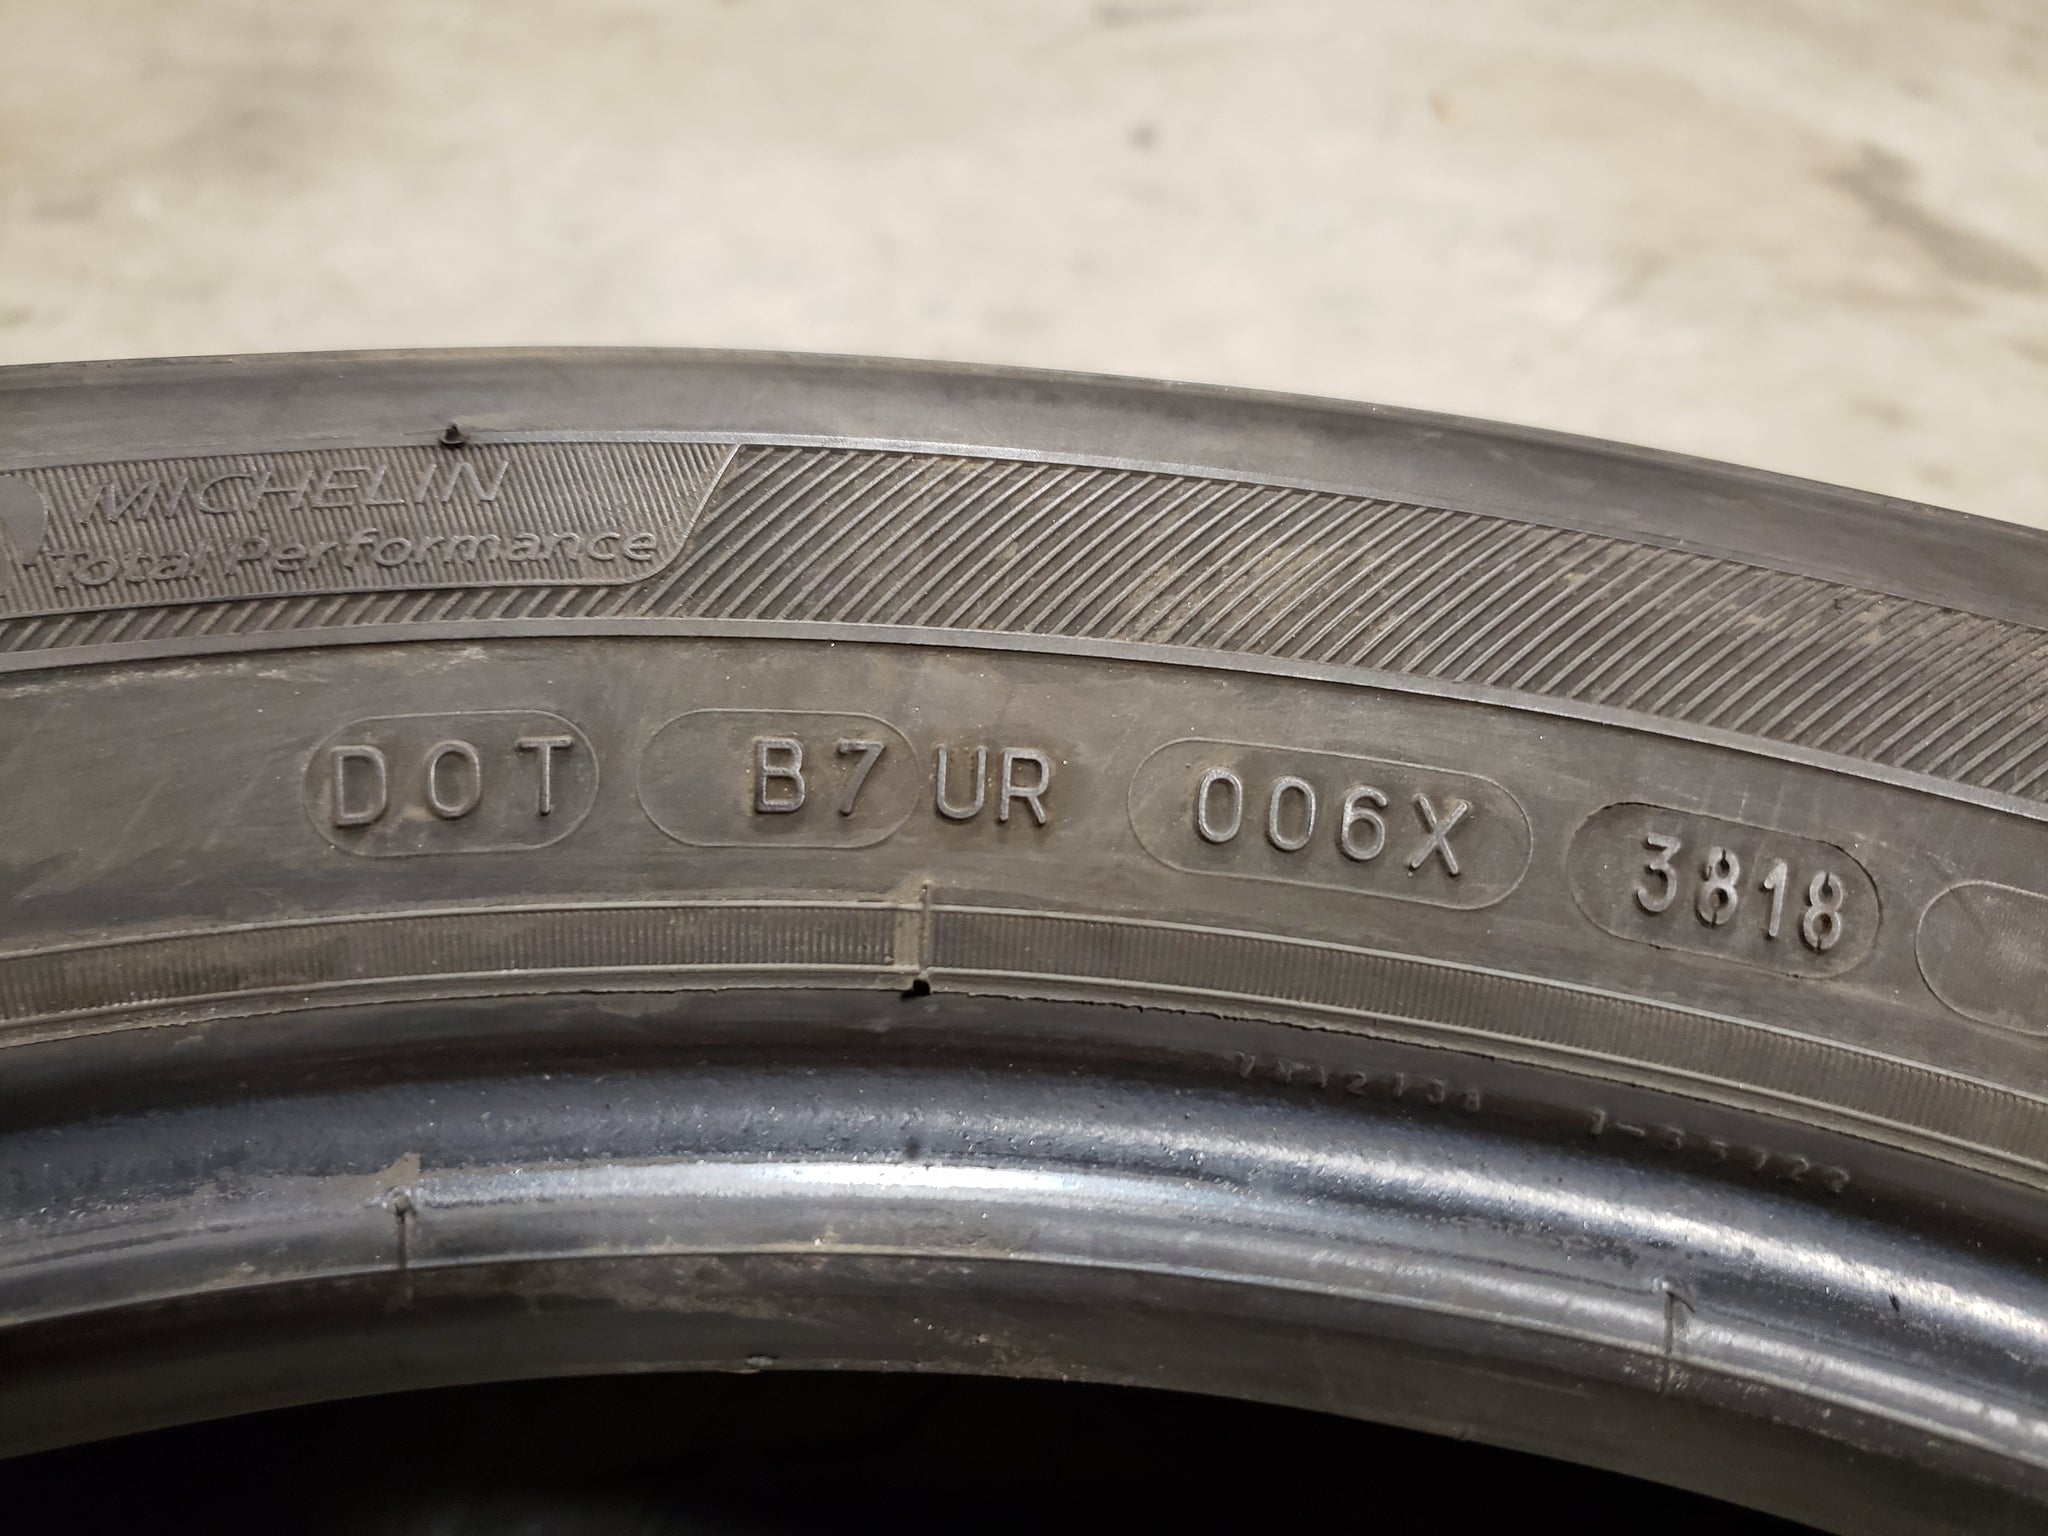 MICHELIN
Total Performance
DOT B7 UR 006X 3818